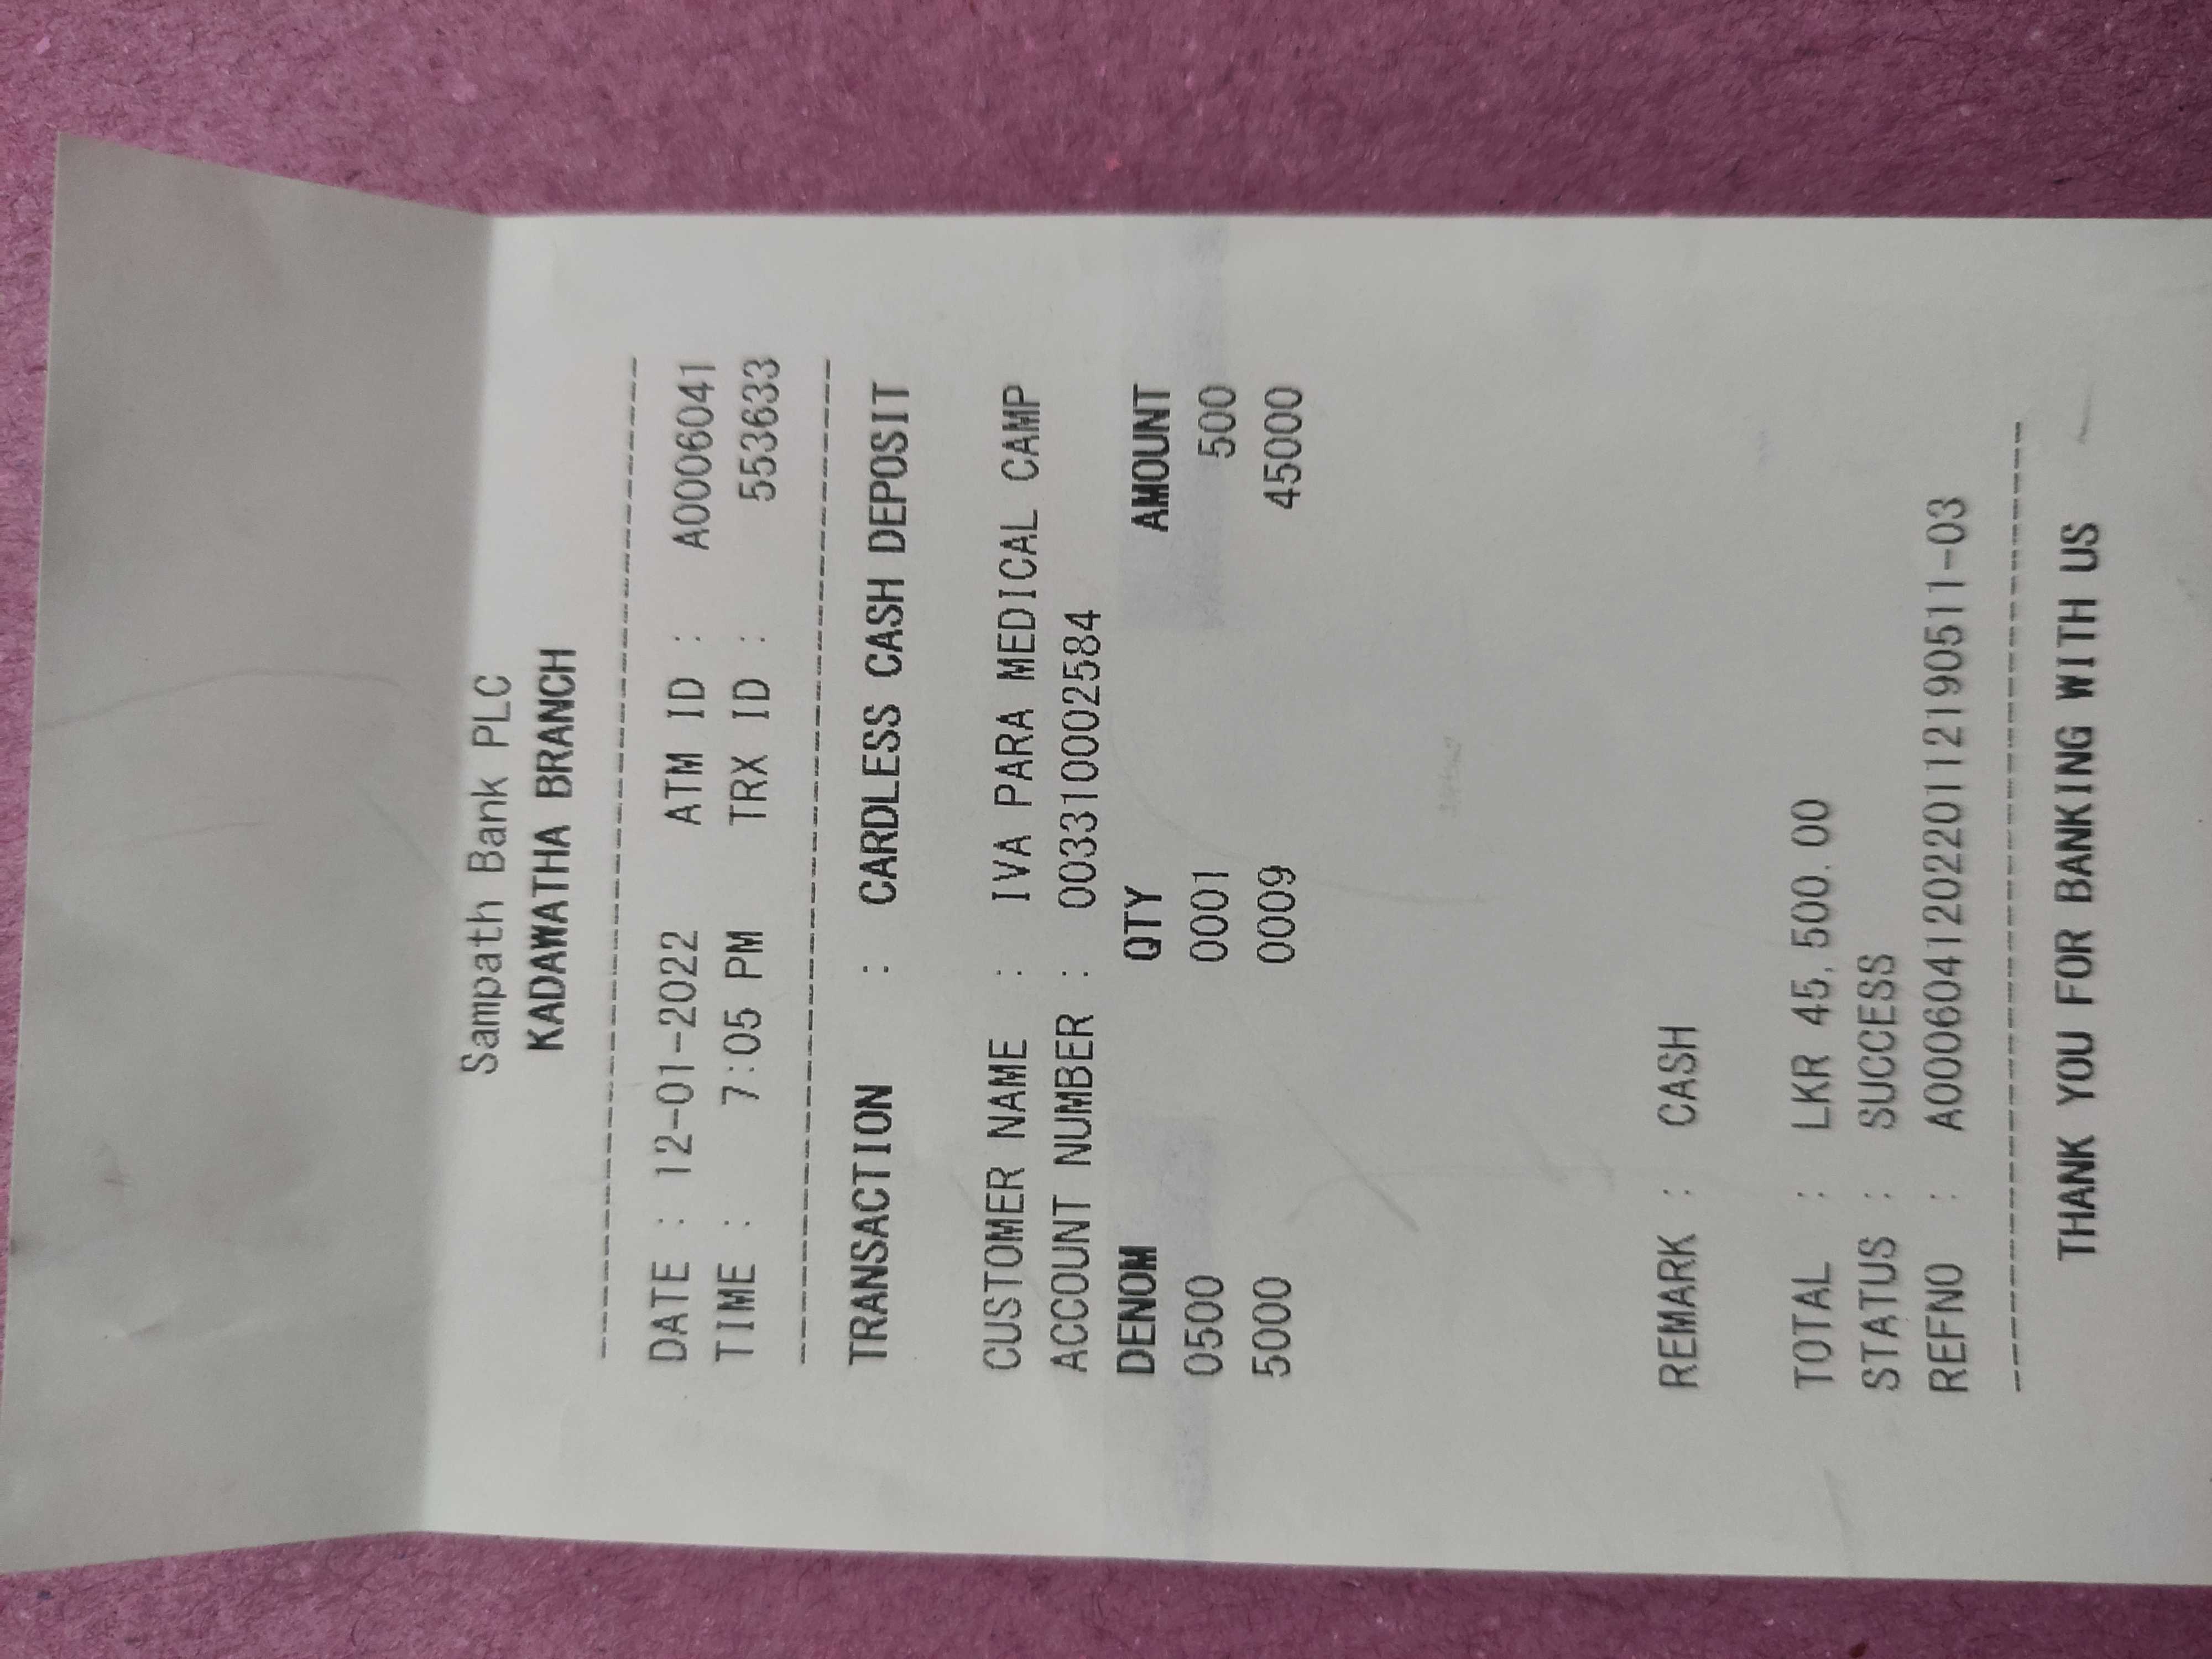 Sampath Bank PLC
KADAWATHA BRANCH
DATE : 12-01-2022 ATM ID : A0006041
TIME : 7:05 PM TRX ID : 553633
TRANSACTION : CARDLESS CASH DEPOSIT
CUSTOMER NAME : IVA PARA MEDICAL CAMP
ACCOUNT NUMBER : 003310002584
DENOM QTY AMOUNT
0500 0001 500
5000 0009 45000
REMARK : CASH
TOTAL : LKR 45,500.00
STATUS : SUCCESS
REFNO : A00060412022201121905​11-03
THANK YOU FOR BANKING WITH US